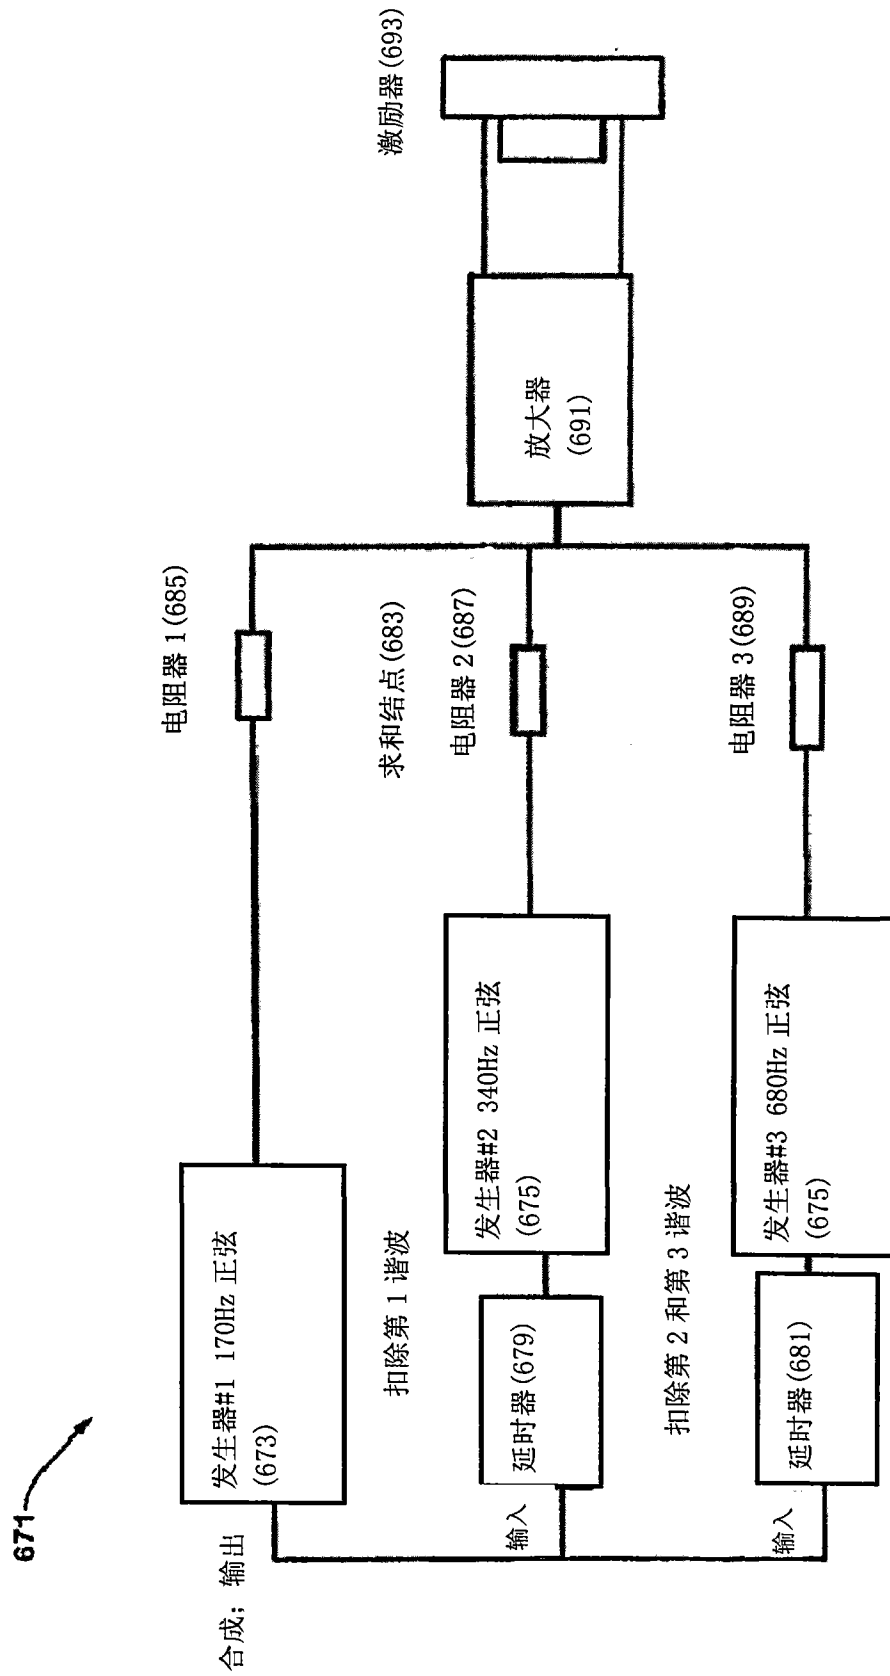 671
合成；输出
发生器#1 170Hz 正弦
(673)
电阻器 1(685)
扣除第 1 谐波
求和结点(683)
激励器(693)
输入
延时器(679)
发生器#2 340Hz 正弦
(675)
电阻器 2(687)
放大器
(691)
扣除第 2 和第 3 谐波
输入
延时器(681)
发生器#3 680Hz 正弦
(675)
电阻器 3(689)